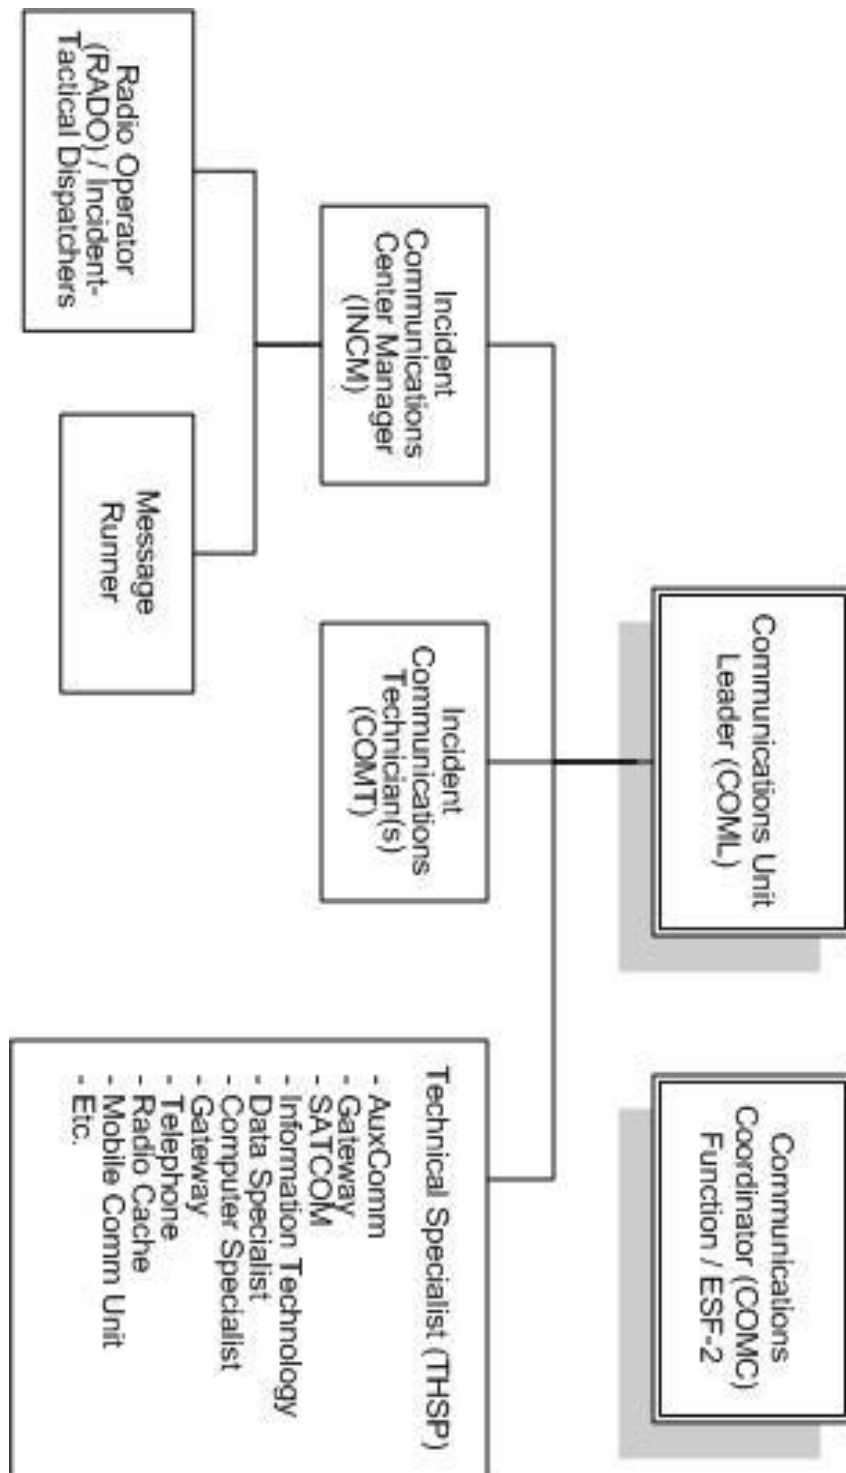 Communications Unit
Leader (COML)
Communications
Coordinator (COMC)
Function / ESF-2
Incident
Communications
Center Manager
(INCM)
Incident
Communications
Technician(s)
(COMT)
Technical Specialist (THSP)
- AuxComm
- Gateway
- SATCOM
- Information Technology
- Data Specialist
- Computer Specialist
- Gateway
- Telephone
- Radio Cache
- Mobile Comm Unit
- Etc.
Radio Operator
(RADO) / Incident-
Tactical Dispatchers
Message
Runner